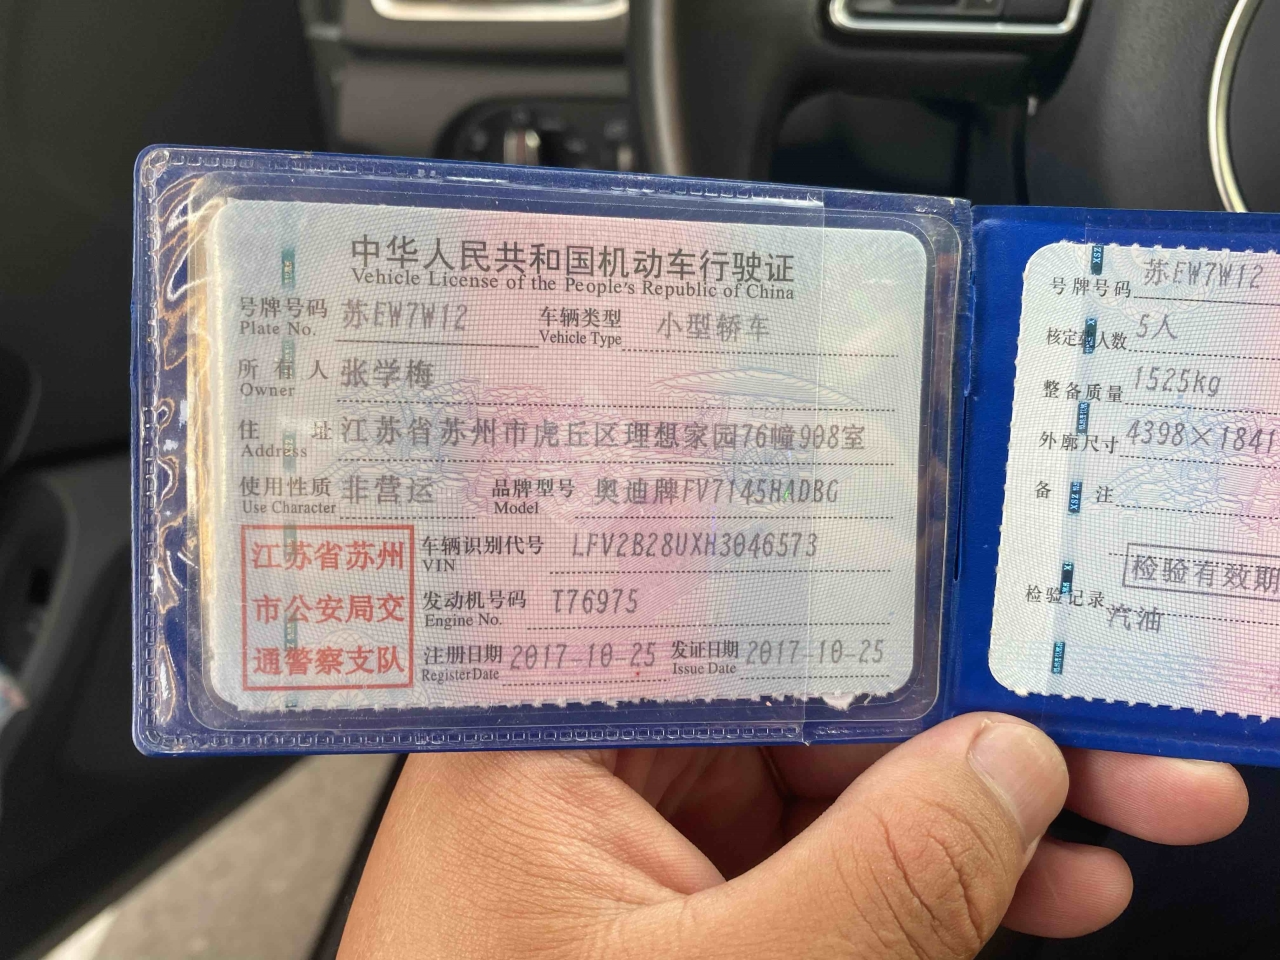 中华人民共和国机动车行驶证
Vehicle License of the People's Republic of China
号牌号码 苏EW7W12 车辆类型 小型轿车
Plate No. Vehicle Type
所有人 张学梅
Owner
住址 江苏省苏州市虎丘区理想家园76幢908室
Address
使用性质 非营运 品牌型号 奥迪牌FV7145HADBG
Use Character Model
江苏省苏州
市公安局交
通警察支队
车辆识别代号 LFV2B28UXH3046573
VIN
发动机号码 T76975
Engine No.
注册日期 2017-10-25 发证日期 2017-10-25
Register Date Issue Date
号牌号码 苏EW7W12
核定载人数 5人
整备质量 1525kg
外廓尺寸 4398×1841
备注
检验有效期
检验记录
汽油